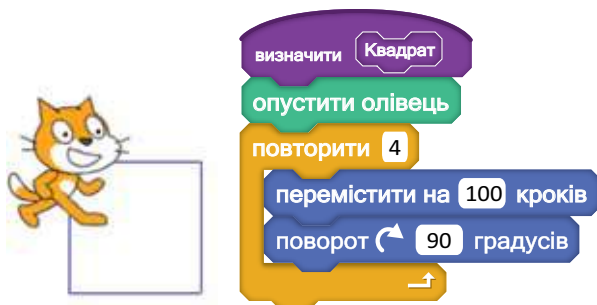 визначити Квадрат
опустити олівець
повторити 4
перемістити на 100 кроків
поворот 90 градусів